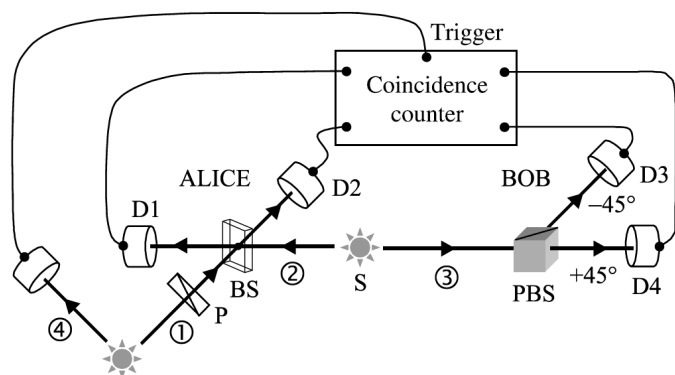 Trigger
Coincidence
counter
ALICE
D2
BOB
D3
D1
−45°
BS
②
S
③
+45°
PBS
D4
④
①
P